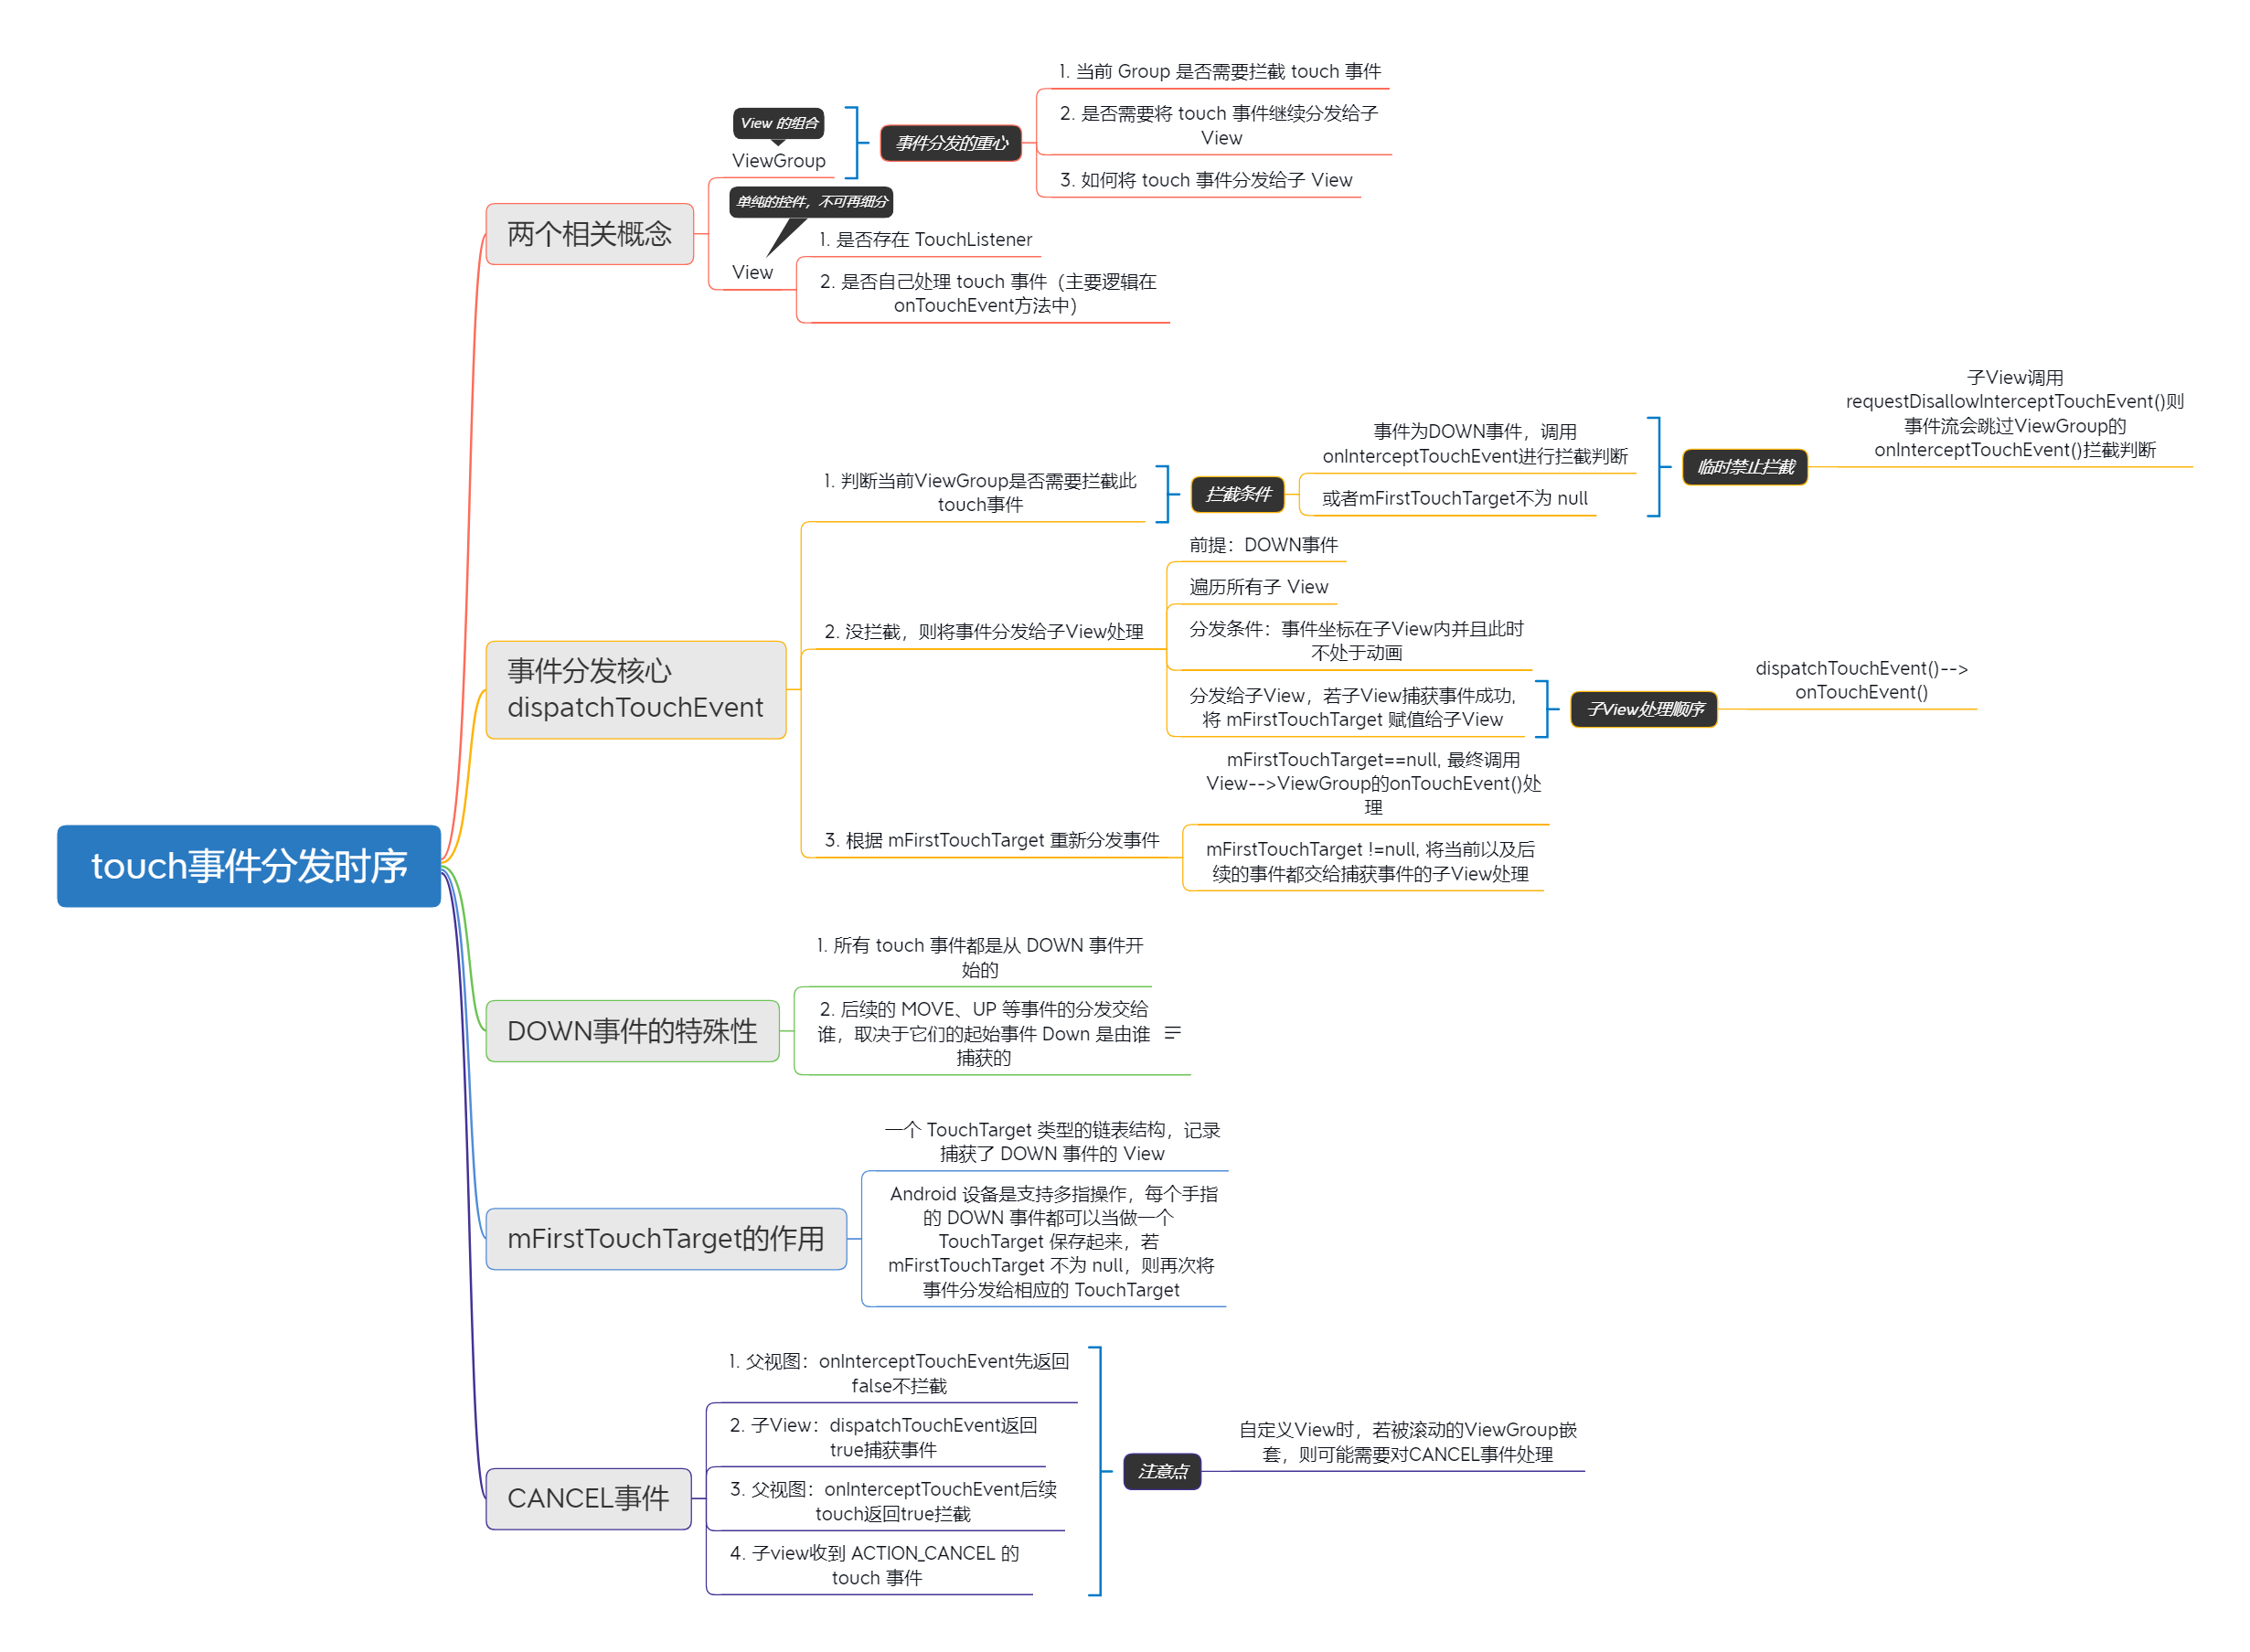 touch事件分发时序
两个相关概念
View 的组合
ViewGroup
事件分发的重心
1. 当前 Group 是否需要拦截 touch 事件
2. 是否需要将 touch 事件继续分发给子
View
3. 如何将 touch 事件分发给子 View
单纯的控件，不可再细分
View
1. 是否存在 TouchListener
2. 是否自己处理 touch 事件（主要逻辑在
onTouchEvent方法中）
事件分发核心
dispatchTouchEvent
1. 判断当前ViewGroup是否需要拦截此
touch事件
拦截条件
事件为DOWN事件，调用
onInterceptTouchEvent进行拦截判断
或者mFirstTouchTarget不为 null
临时禁止拦截
子View调用
requestDisallowInterceptTouchEvent()则
事件流会跳过ViewGroup的
onInterceptTouchEvent()拦截判断
2. 没拦截，则将事件分发给子View处理
前提：DOWN事件
遍历所有子 View
分发条件：事件坐标在子View内并且此时
不处于动画
分发给子View，若子View捕获事件成功,
将 mFirstTouchTarget 赋值给子View
子View处理顺序
dispatchTouchEvent()-->
onTouchEvent()
3. 根据 mFirstTouchTarget 重新分发事件
mFirstTouchTarget==null, 最终调用
View-->ViewGroup的onTouchEvent()处
理
mFirstTouchTarget !=null, 将当前以及后
续的事件都交给捕获事件的子View处理
DOWN事件的特殊性
1. 所有 touch 事件都是从 DOWN 事件开
始的
2. 后续的 MOVE、UP 等事件的分发交给
谁，取决于它们的起始事件 Down 是由谁
捕获的
mFirstTouchTarget的作用
一个 TouchTarget 类型的链表结构，记录
捕获了 DOWN 事件的 View
Android 设备是支持多指操作，每个手指
的 DOWN 事件都可以当做一个
TouchTarget 保存起来，若
mFirstTouchTarget 不为 null，则再次将
事件分发给相应的 TouchTarget
CANCEL事件
1. 父视图：onInterceptTouchEvent先返回
false不拦截
2. 子View：dispatchTouchEvent返回
true捕获事件
3. 父视图：onInterceptTouchEvent后续
touch返回true拦截
4. 子view收到 ACTION_CANCEL 的
touch 事件
注意点
自定义View时，若被滚动的ViewGroup嵌
套，则可能需要对CANCEL事件处理